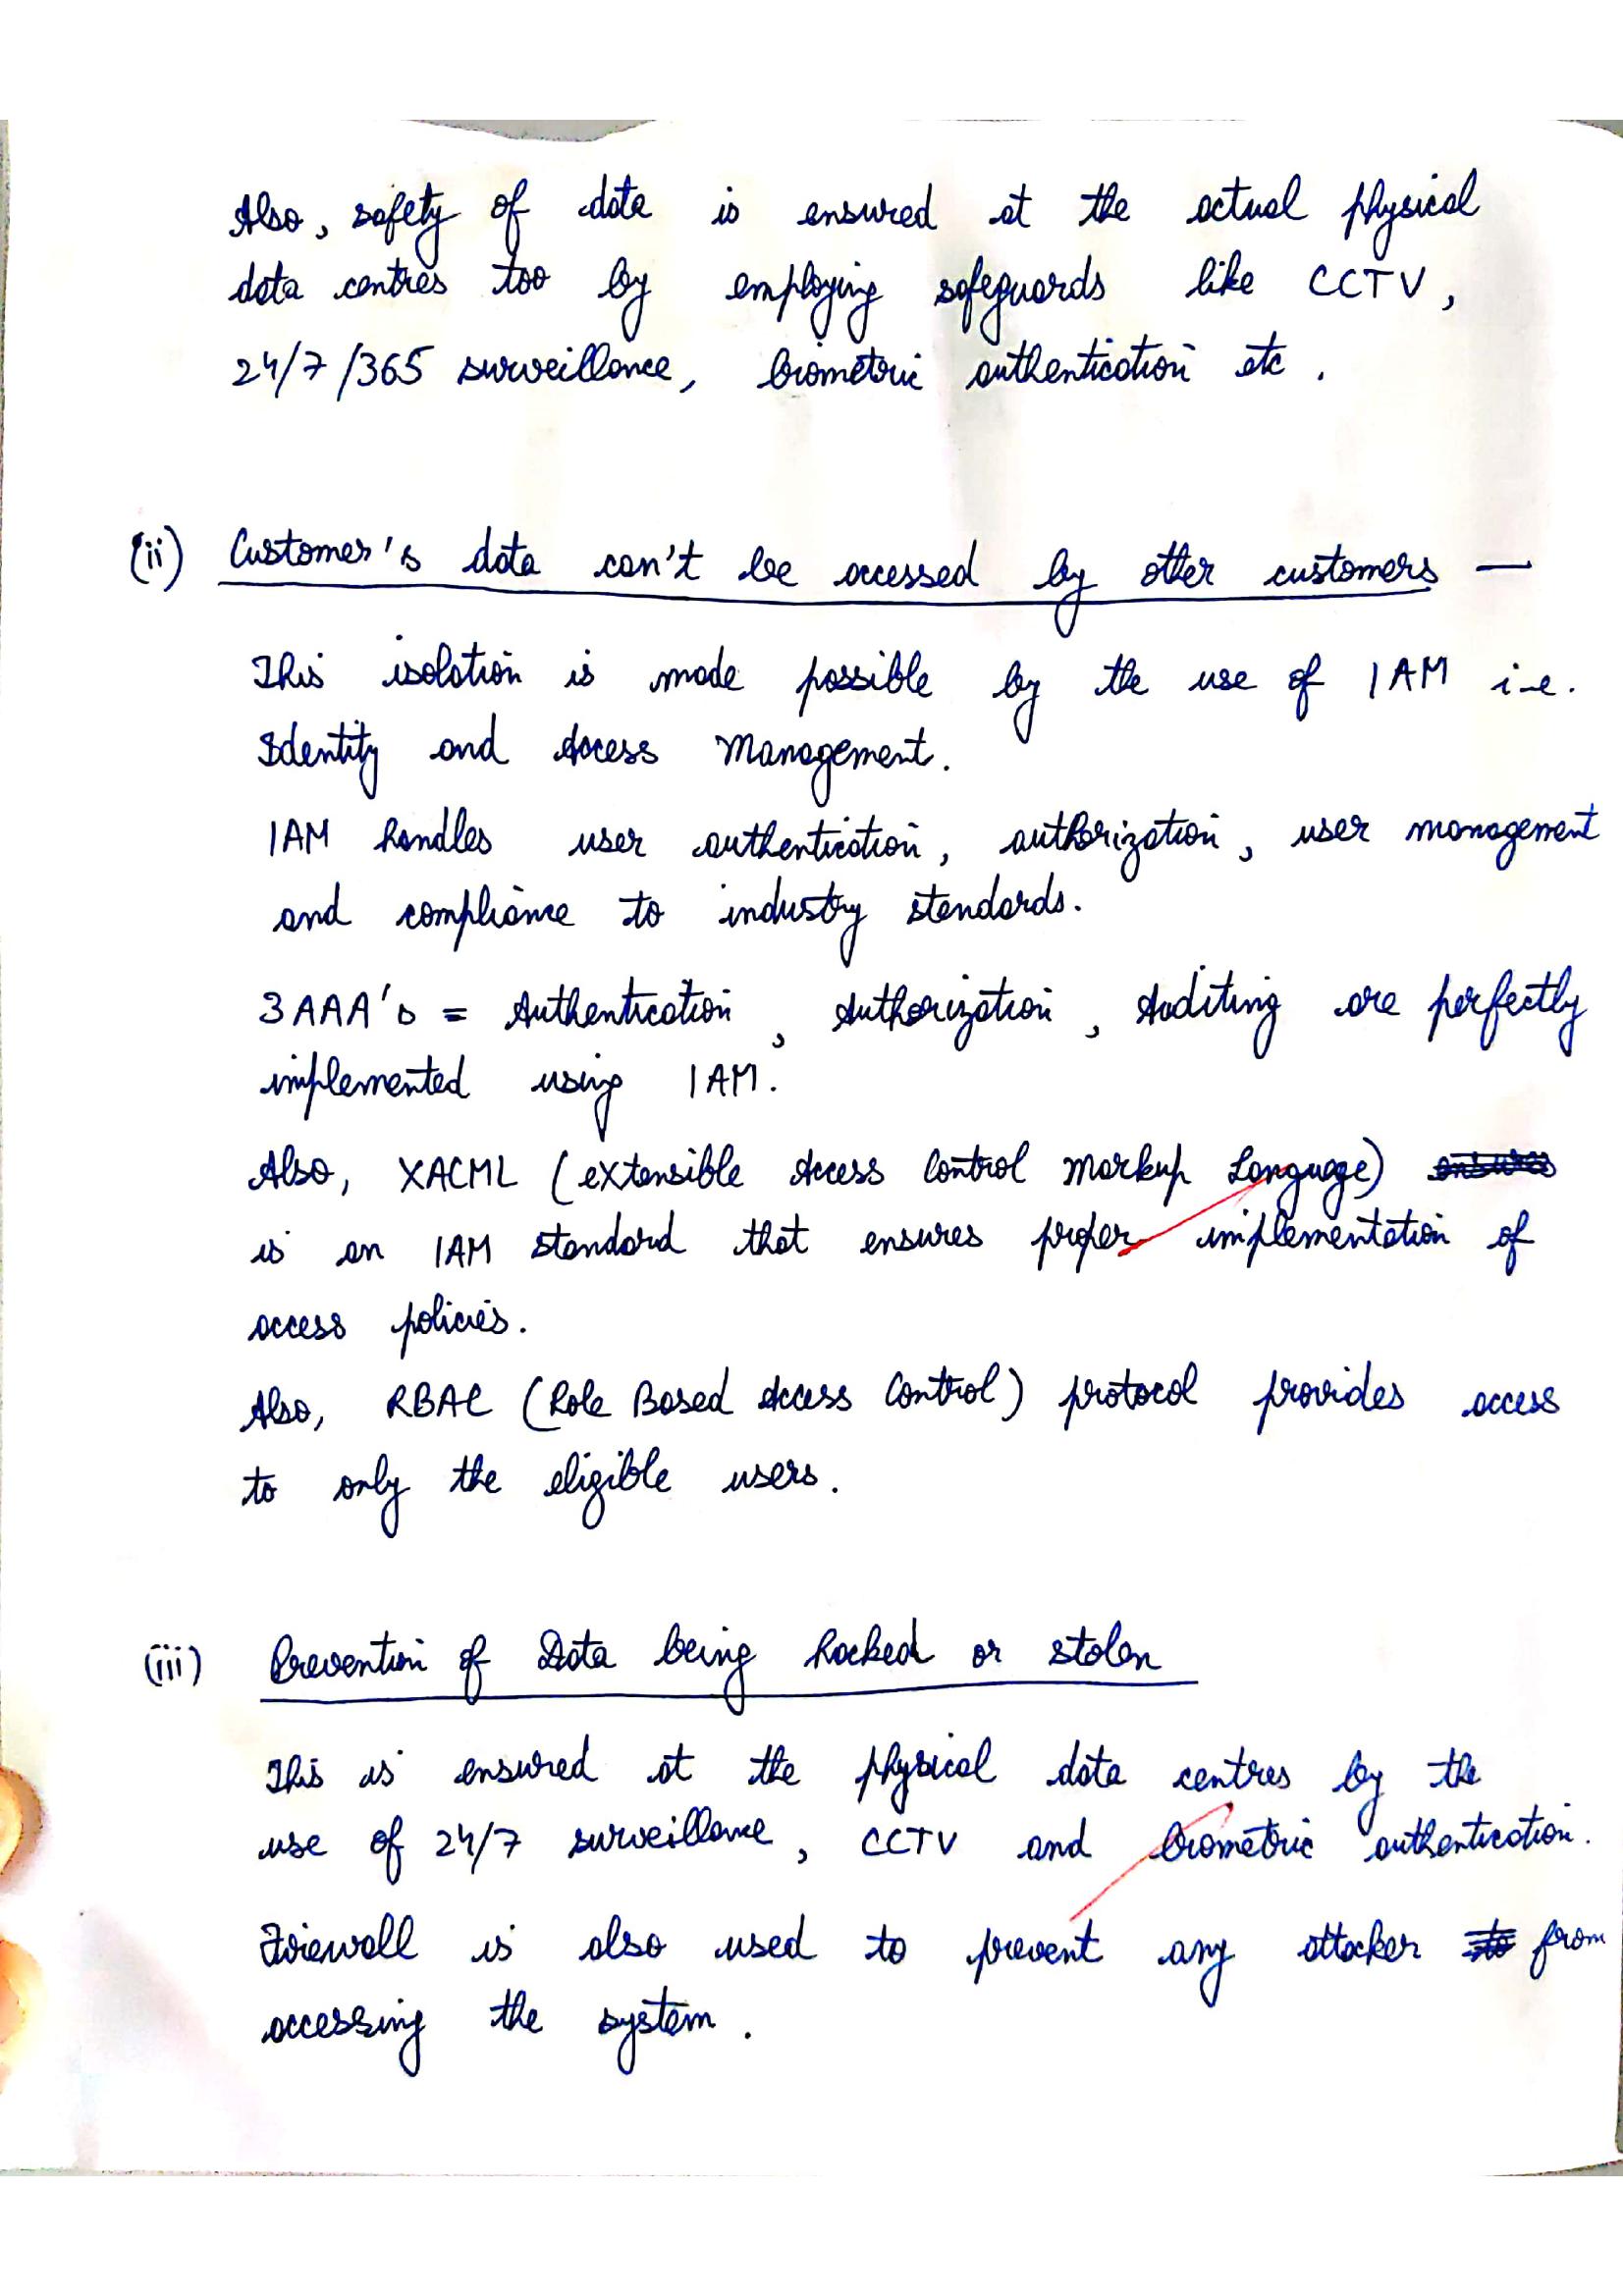 Also, safety of data is ensured at the actual physical
data centres too by employing safeguards like CCTV,
24/7/365 surveillance, biometric authentication etc.
(ii) Customer's data can't be accessed by other customers —
This isolation is made possible by the use of IAM i.e.
Identity and Access Management.
IAM handles user authentication, authorization, user management
and compliance to industry standards.
3AAA's = Authentication, Authorization, Auditing are perfectly
implemented using IAM.
Also, XACML (eXtensible Access Control Markup Language)
is an IAM standard that ensures proper implementation of
access policies.
Also, RBAC (Role Based Access Control) protocol provides access
to only the eligible users.
(iii) Prevention of Data being hacked or stolen
This is ensured at the physical data centres by the
use of 24/7 surveillance, CCTV and biometric authentication.
Firewall is also used to prevent any attacker from
accessing the system.